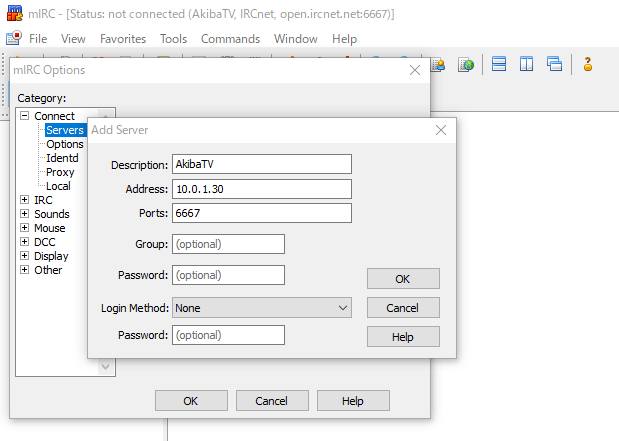 mIRC - [Status: not connected (AkibaTV, IRCnet, open.ircnet.net:6667)]
File View Favorites Tools Commands Window Help
mIRC Options
Category:
Connect
Servers
Options
Identd
Proxy
Local
IRC
Sounds
Mouse
DCC
Display
Other
Add Server
Description: AkibaTV
Address: 10.0.1.30
Ports: 6667
Group: (optional)
Password: (optional)
Login Method: None
Password: (optional)
OK
Cancel
Help
OK Cancel Help